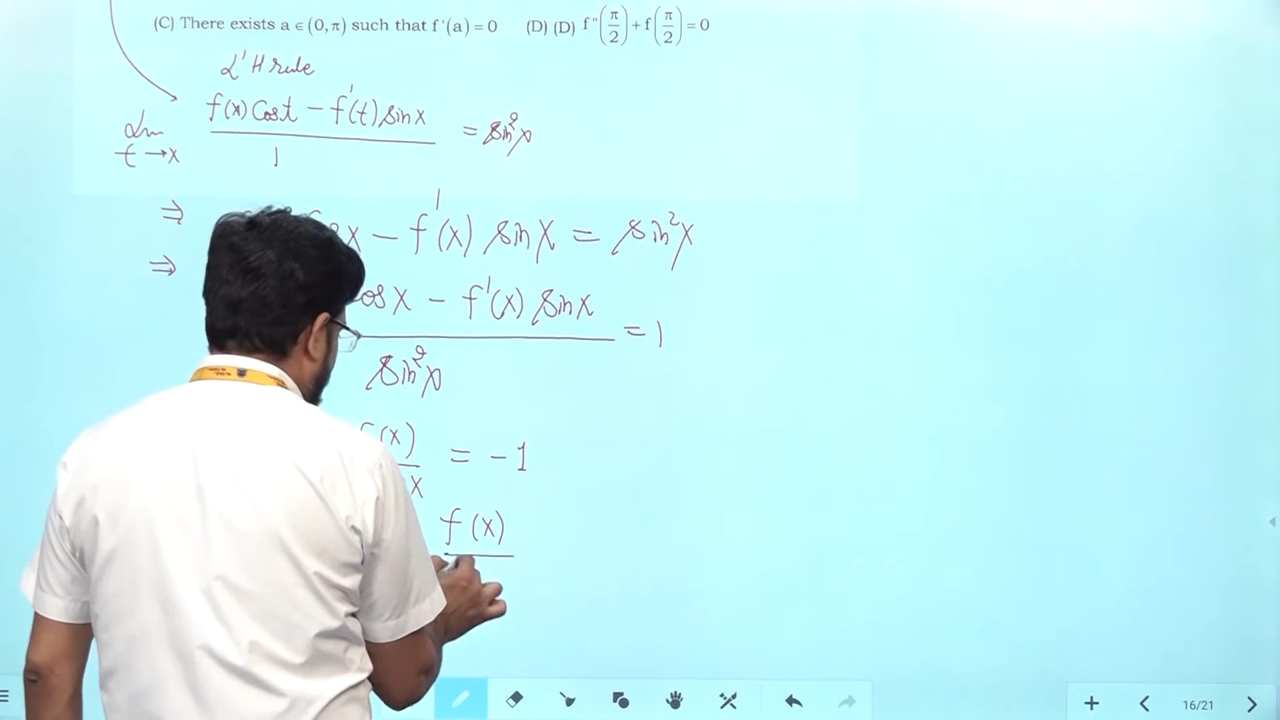 (C) There exists a ∈ (0, π) such that f '(a) = 0 (D) (D) f "(π/2) + f(π/2) = 0
L'H rule
Lim t → x (f(x) Cos t − f'(t) sin x)/1 = sin²x
⇒ x − f'(x) sin x = sin²x
⇒ cos x − f'(x) sin x / sin²x = 1
f(x) / x = −1
f(x)
16/21